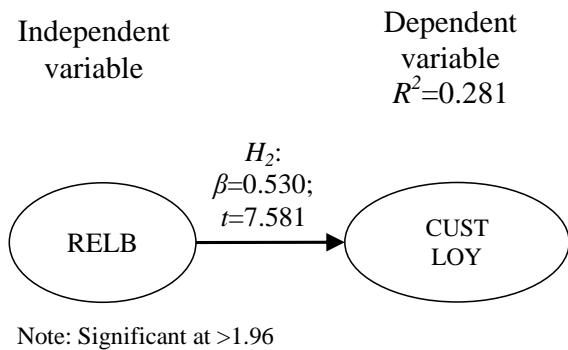 Independent
variable
Dependent
variable
R²=0.281
H₂:
β=0.530;
t=7.581
RELB
CUST
LOY
Note: Significant at >1.96